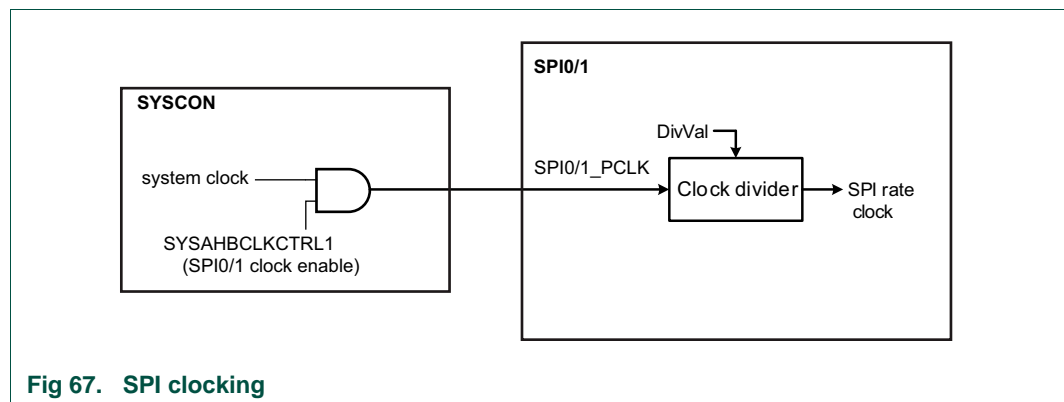 SYSCON
system clock
SYSAHBCLKCTRL1
(SPI0/1 clock enable)
SPI0/1
DivVal
SPI0/1_PCLK
Clock divider
SPI rate
clock
Fig 67. SPI clocking